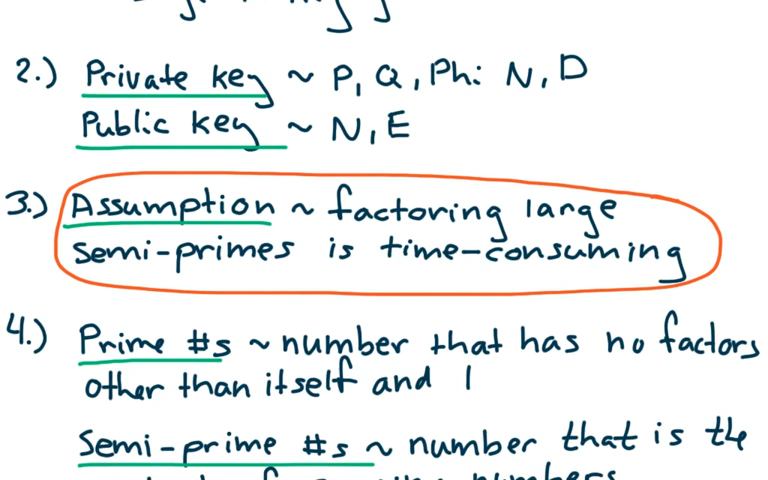 2.) Private key ~ P, Q, Phi N, D
Public key ~ N, E
3.) Assumption ~ factoring large
semi-primes is time-consuming
4.) Prime #s ~ number that has no factors
other than itself and 1
Semi-prime #s ~ number that is the
numbers